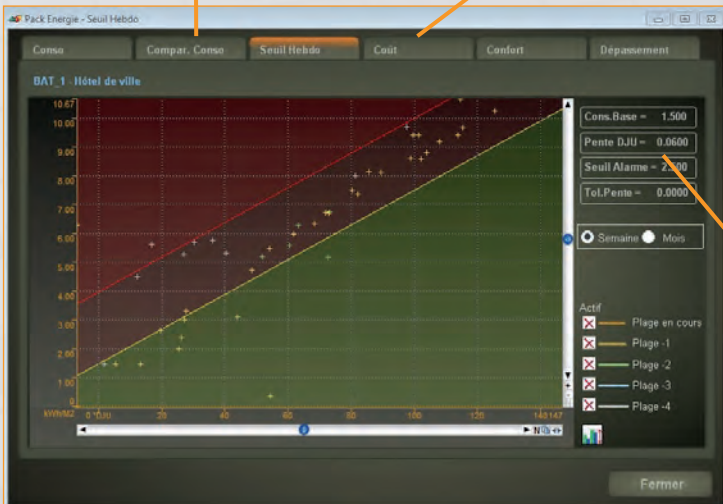 Pack Energie - Seuil Hebdo
Conso
Compar. Conso
Seuil Hebdo
Coût
Confort
Dépassement
BAT_1 - Hôtel de ville
10.67
10.00
9.00
8.00
7.00
6.00
5.00
4.00
3.00
2.00
1.00
0
kWh/M2
0 DJU
20
40
60
80
100
120
140 147
N
Cons.Base = 1.500
Pente DJU = 0.0600
Seuil Alarme = 2.500
Tol.Pente = 0.0000
Semaine
Mois
Actif
Plage en cours
Plage -1
Plage -2
Plage -3
Plage -4
Fermer